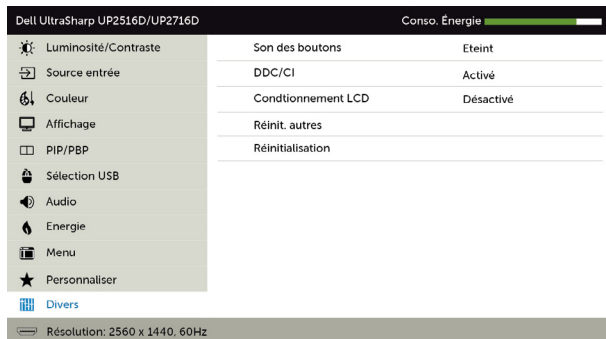 Dell UltraSharp UP2516D/UP2716D Conso. Énergie
Luminosité/Contraste Son des boutons Eteint
Source entrée DDC/CI Activé
Couleur Condtionnement LCD Désactivé
Affichage Réinit. autres
PIP/PBP Réinitialisation
Sélection USB
Audio
Energie
Menu
Personnaliser
Divers
Résolution: 2560 x 1440, 60Hz